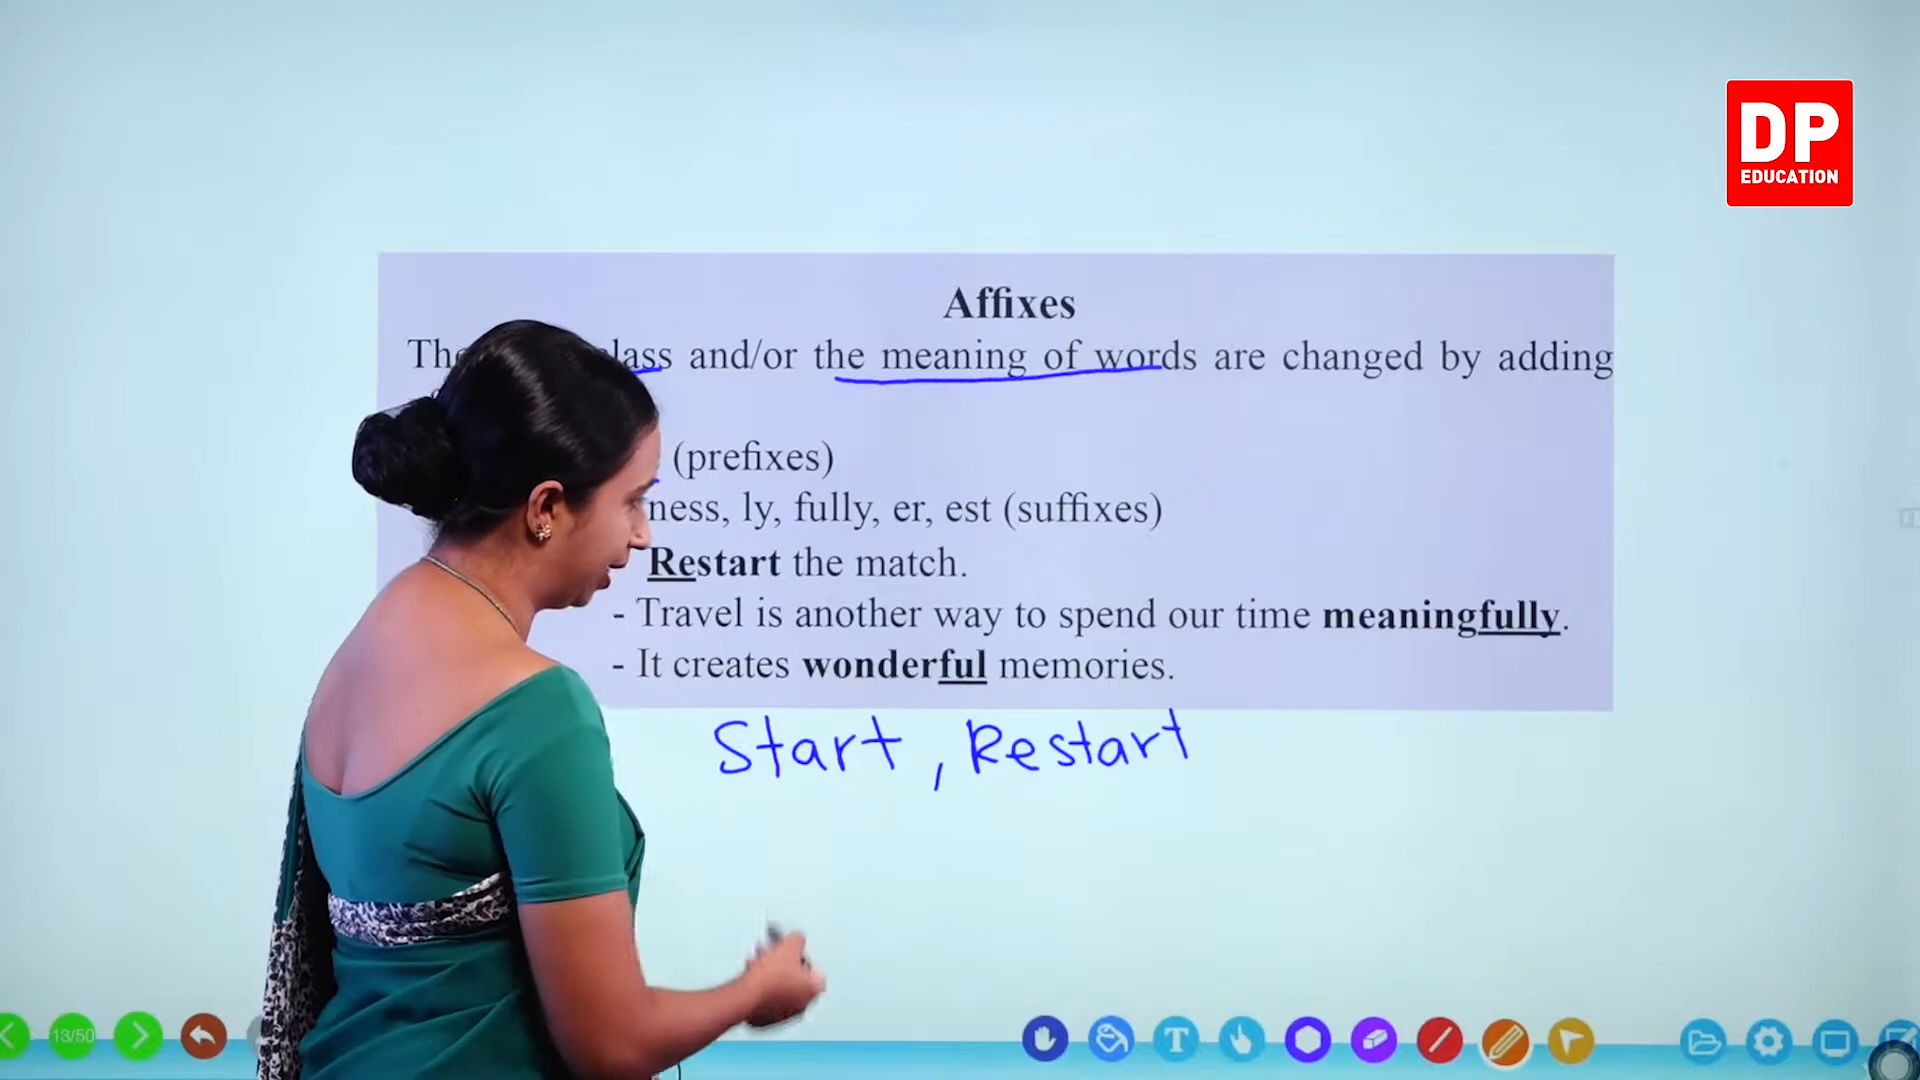 DP
EDUCATION
Affixes
and/or the meaning of words are changed by adding
(prefixes)
ness, ly, fully, er, est (suffixes)
Restart the match.
- Travel is another way to spend our time meaningfully.
- It creates wonderful memories.
Start, Restart
13/50
T